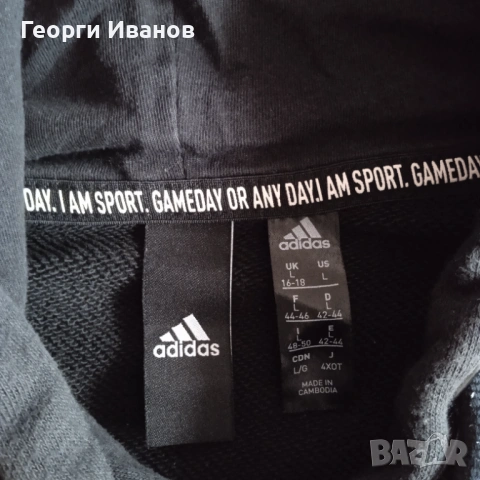 Георги Иванов
DAY. I AM SPORT. GAMEDAY OR ANY DAY. I AM SPORT. GAMEDAY
adidas
adidas
UK US
L L
16-18
F D
L L
44-46 42-44
I E
L L
48-50 42-44
CDN J
L/G 4XOT
MADE IN
CAMBODIA
BAZAR